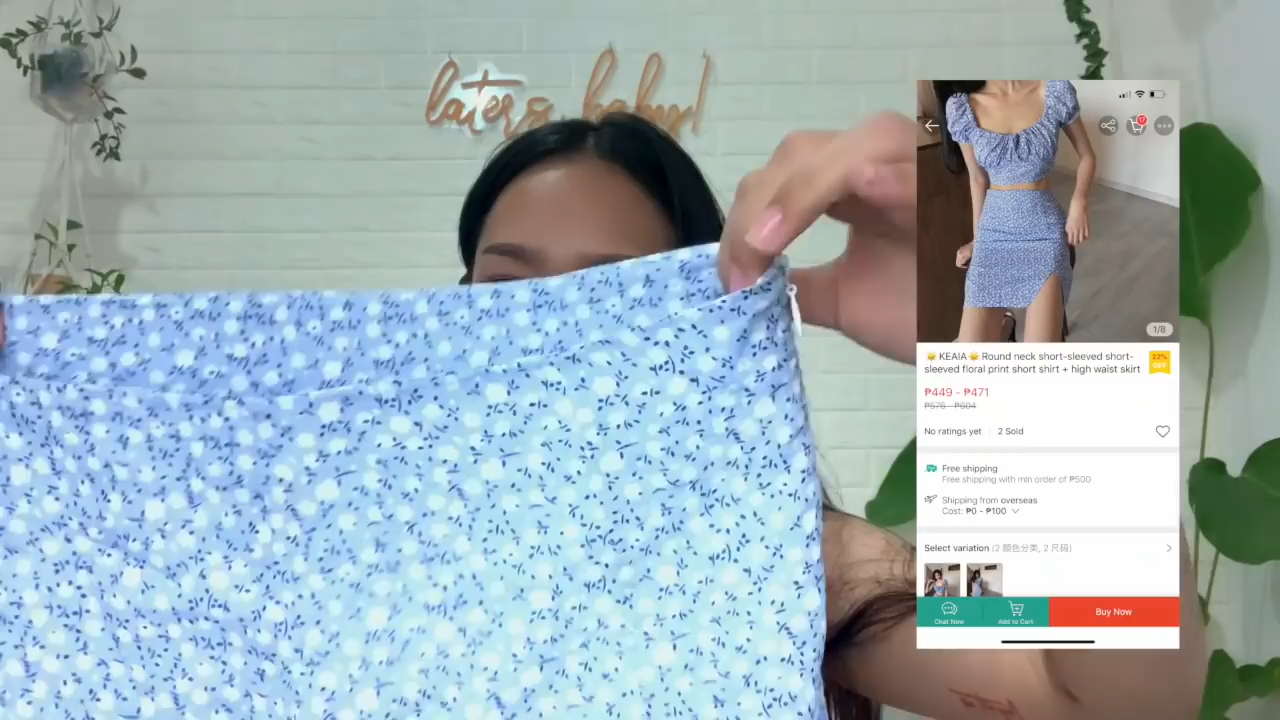 laters baby!
17
1/8
🌟 KEAiA🌟 Round neck short-sleeved short-
sleeved floral print short shirt + high waist skirt
22%
OFF
₱449 - ₱471
₱576 - ₱604
No ratings yet
2 Sold
Free shipping
Free shipping with min order of ₱500
Shipping from overseas
Cost: ₱0 - ₱100
Select variation (2 颜色分类, 2 尺码)
Chat Now
Add to Cart
Buy Now